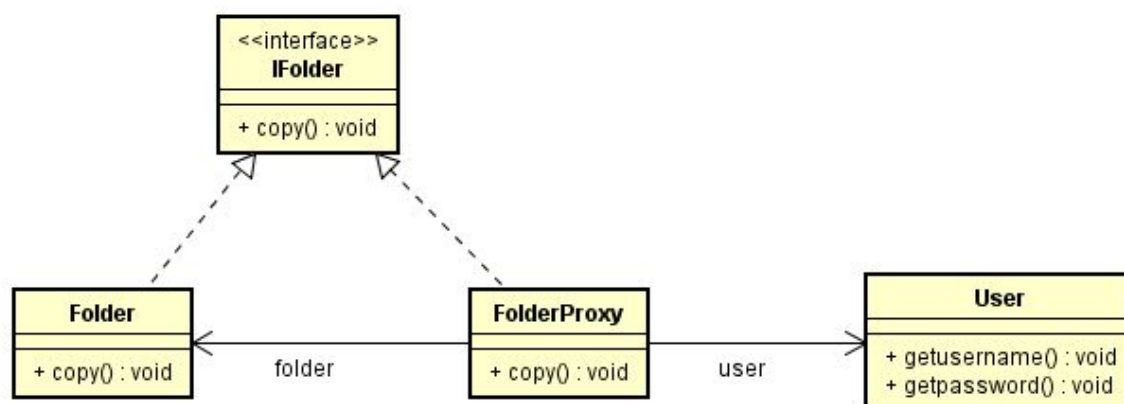 <<interface>>
IFolder
+ copy() : void
Folder
+ copy() : void
folder
FolderProxy
+ copy() : void
user
User
+ getusername() : void
+ getpassword() : void